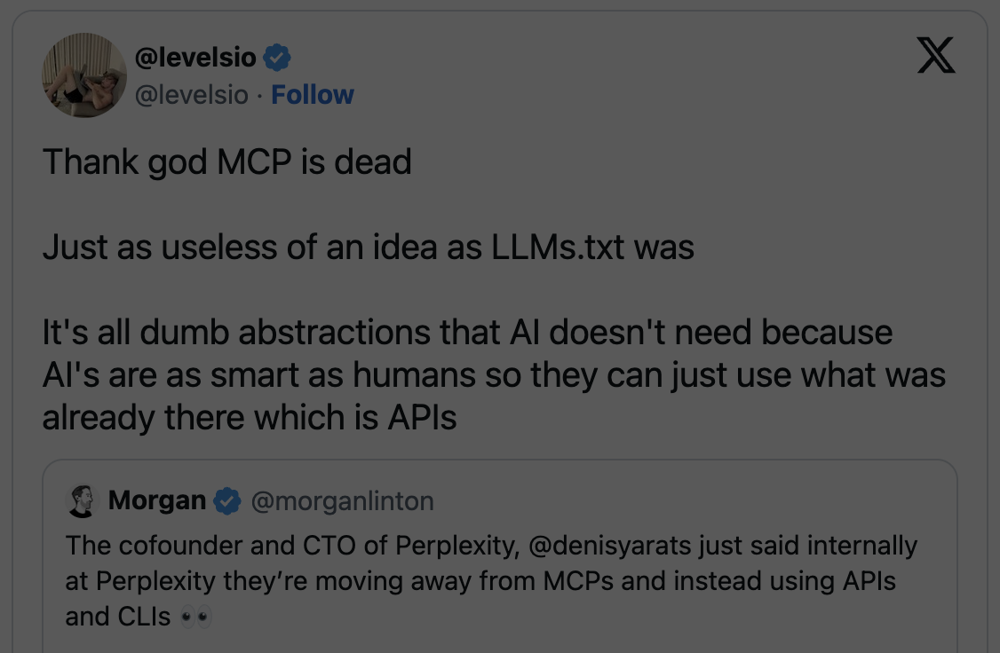 @levelsio
@levelsio · Follow
Thank god MCP is dead
Just as useless of an idea as LLMs.txt was
It's all dumb abstractions that AI doesn't need because
AI's are as smart as humans so they can just use what was
already there which is APIs
Morgan @morganlinton
The cofounder and CTO of Perplexity, @denisyarats just said internally
at Perplexity they’re moving away from MCPs and instead using APIs
and CLIs 👀